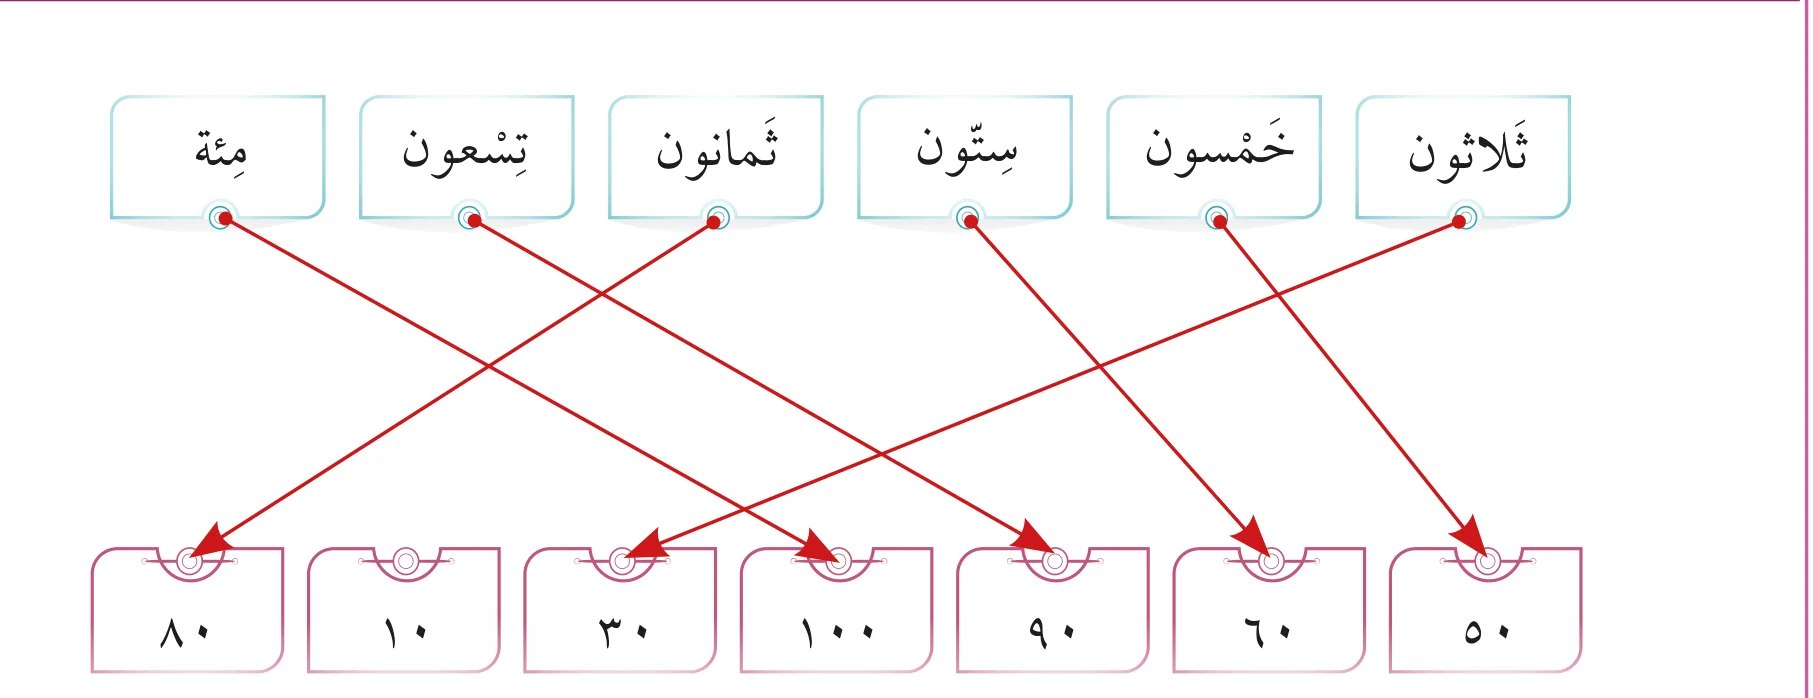 ثَلاثون خَمْسون سِتّون ثَمانون تِسْعون مِئة
٥٠ ٦٠ ٩٠ ١٠٠ ٣٠ ١٠ ٨٠